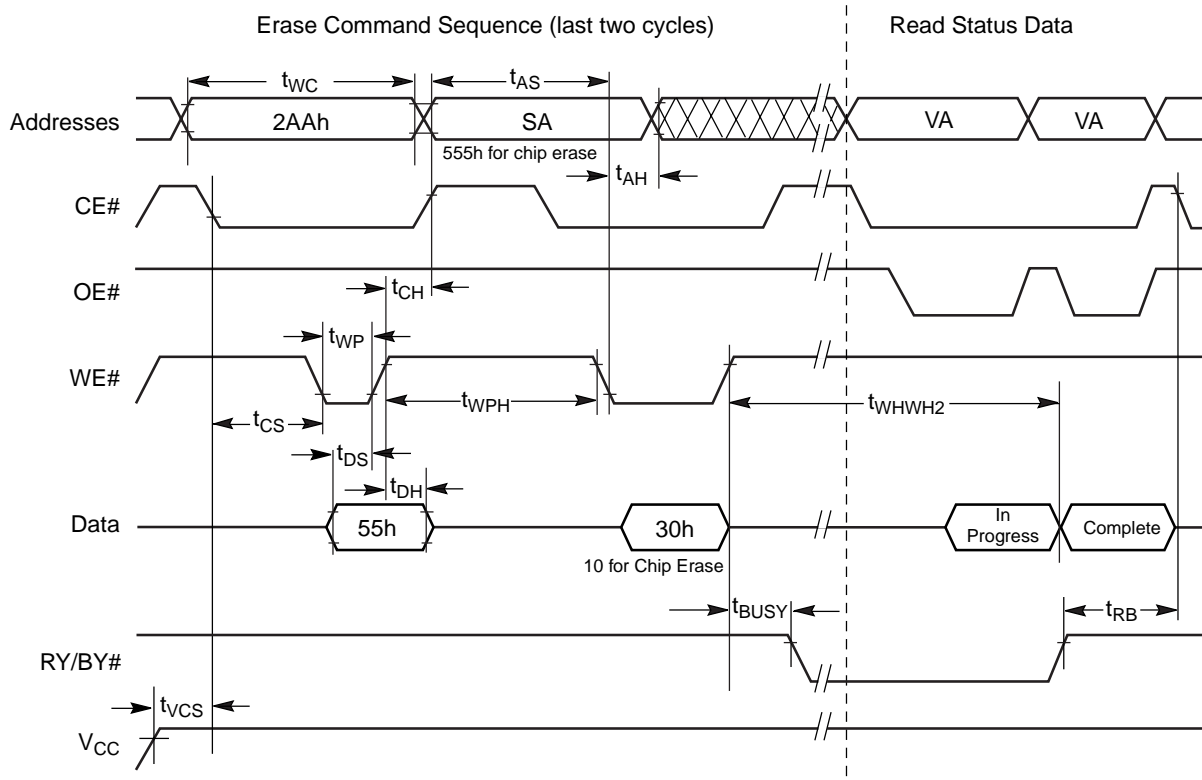 Erase Command Sequence (last two cycles)
Read Status Data
tWC
tAS
Addresses
2AAh
SA
VA
VA
555h for chip erase
tAH
CE#
OE#
tCH
tWP
WE#
tWPH
tWHWH2
tCS
tDS
tDH
Data
55h
30h
In
Progress
Complete
10 for Chip Erase
tBUSY
tRB
RY/BY#
tVCS
VCC